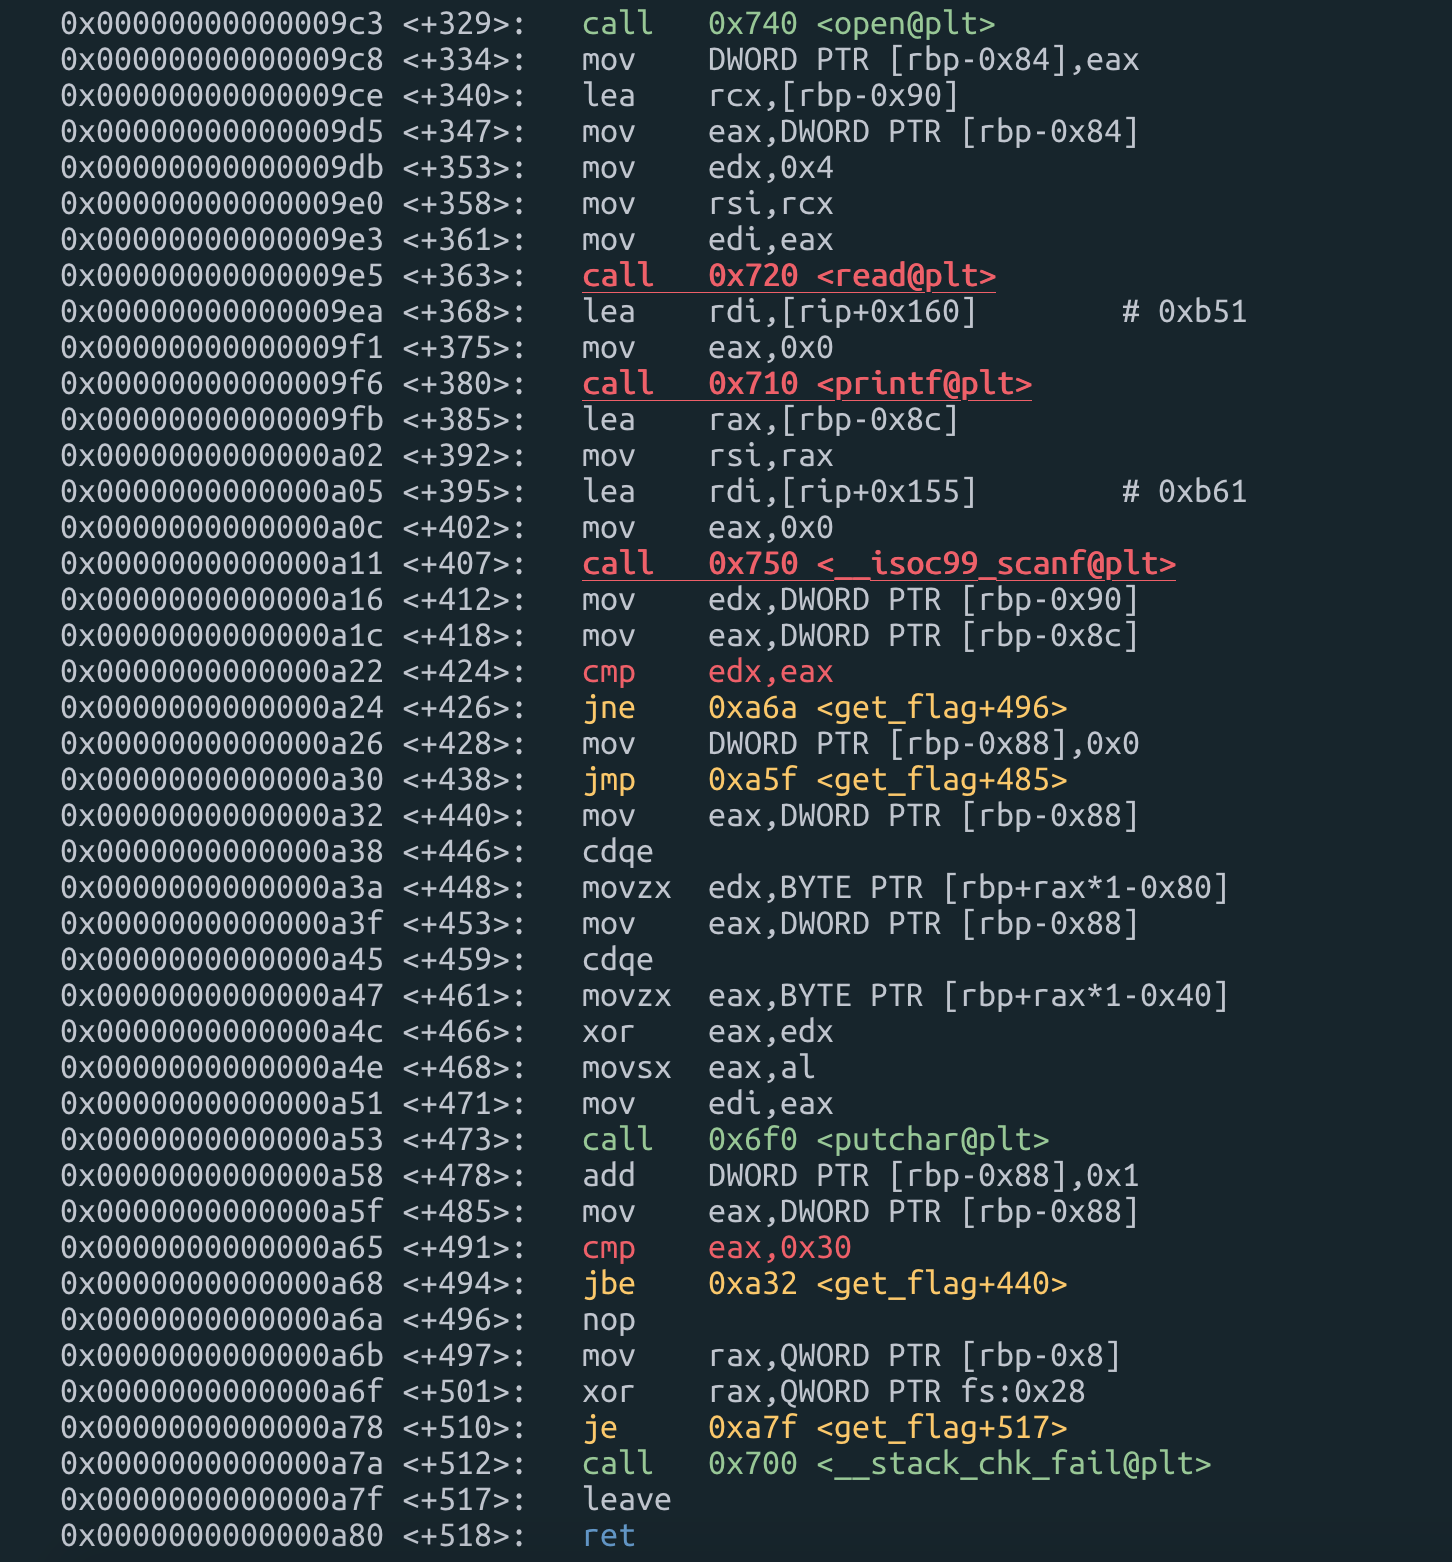 0x00000000000009c3 <+329>: call 0x740 <open@plt>
0x00000000000009c8 <+334>: mov DWORD PTR [rbp-0x84],eax
0x00000000000009ce <+340>: lea rcx,[rbp-0x90]
0x00000000000009d5 <+347>: mov eax,DWORD PTR [rbp-0x84]
0x00000000000009db <+353>: mov edx,0x4
0x00000000000009e0 <+358>: mov rsi,rcx
0x00000000000009e3 <+361>: mov edi,eax
0x00000000000009e5 <+363>: call 0x720 <read@plt>
0x00000000000009ea <+368>: lea rdi,[rip+0x160] # 0xb51
0x00000000000009f1 <+375>: mov eax,0x0
0x00000000000009f6 <+380>: call 0x710 <printf@plt>
0x00000000000009fb <+385>: lea rax,[rbp-0x8c]
0x0000000000000a02 <+392>: mov rsi,rax
0x0000000000000a05 <+395>: lea rdi,[rip+0x155] # 0xb61
0x0000000000000a0c <+402>: mov eax,0x0
0x0000000000000a11 <+407>: call 0x750 <__isoc99_scanf@plt>
0x0000000000000a16 <+412>: mov edx,DWORD PTR [rbp-0x90]
0x0000000000000a1c <+418>: mov eax,DWORD PTR [rbp-0x8c]
0x0000000000000a22 <+424>: cmp edx,eax
0x0000000000000a24 <+426>: jne 0xa6a <get_flag+496>
0x0000000000000a26 <+428>: mov DWORD PTR [rbp-0x88],0x0
0x0000000000000a30 <+438>: jmp 0xa5f <get_flag+485>
0x0000000000000a32 <+440>: mov eax,DWORD PTR [rbp-0x88]
0x0000000000000a38 <+446>: cdqe
0x0000000000000a3a <+448>: movzx edx,BYTE PTR [rbp+rax*1-0x80]
0x0000000000000a3f <+453>: mov eax,DWORD PTR [rbp-0x88]
0x0000000000000a45 <+459>: cdqe
0x0000000000000a47 <+461>: movzx eax,BYTE PTR [rbp+rax*1-0x40]
0x0000000000000a4c <+466>: xor eax,edx
0x0000000000000a4e <+468>: movsx eax,al
0x0000000000000a51 <+471>: mov edi,eax
0x0000000000000a53 <+473>: call 0x6f0 <putchar@plt>
0x0000000000000a58 <+478>: add DWORD PTR [rbp-0x88],0x1
0x0000000000000a5f <+485>: mov eax,DWORD PTR [rbp-0x88]
0x0000000000000a65 <+491>: cmp eax,0x30
0x0000000000000a68 <+494>: jbe 0xa32 <get_flag+440>
0x0000000000000a6a <+496>: nop
0x0000000000000a6b <+497>: mov rax,QWORD PTR [rbp-0x8]
0x0000000000000a6f <+501>: xor rax,QWORD PTR fs:0x28
0x0000000000000a78 <+510>: je 0xa7f <get_flag+517>
0x0000000000000a7a <+512>: call 0x700 <__stack_chk_fail@plt>
0x0000000000000a7f <+517>: leave
0x0000000000000a80 <+518>: ret